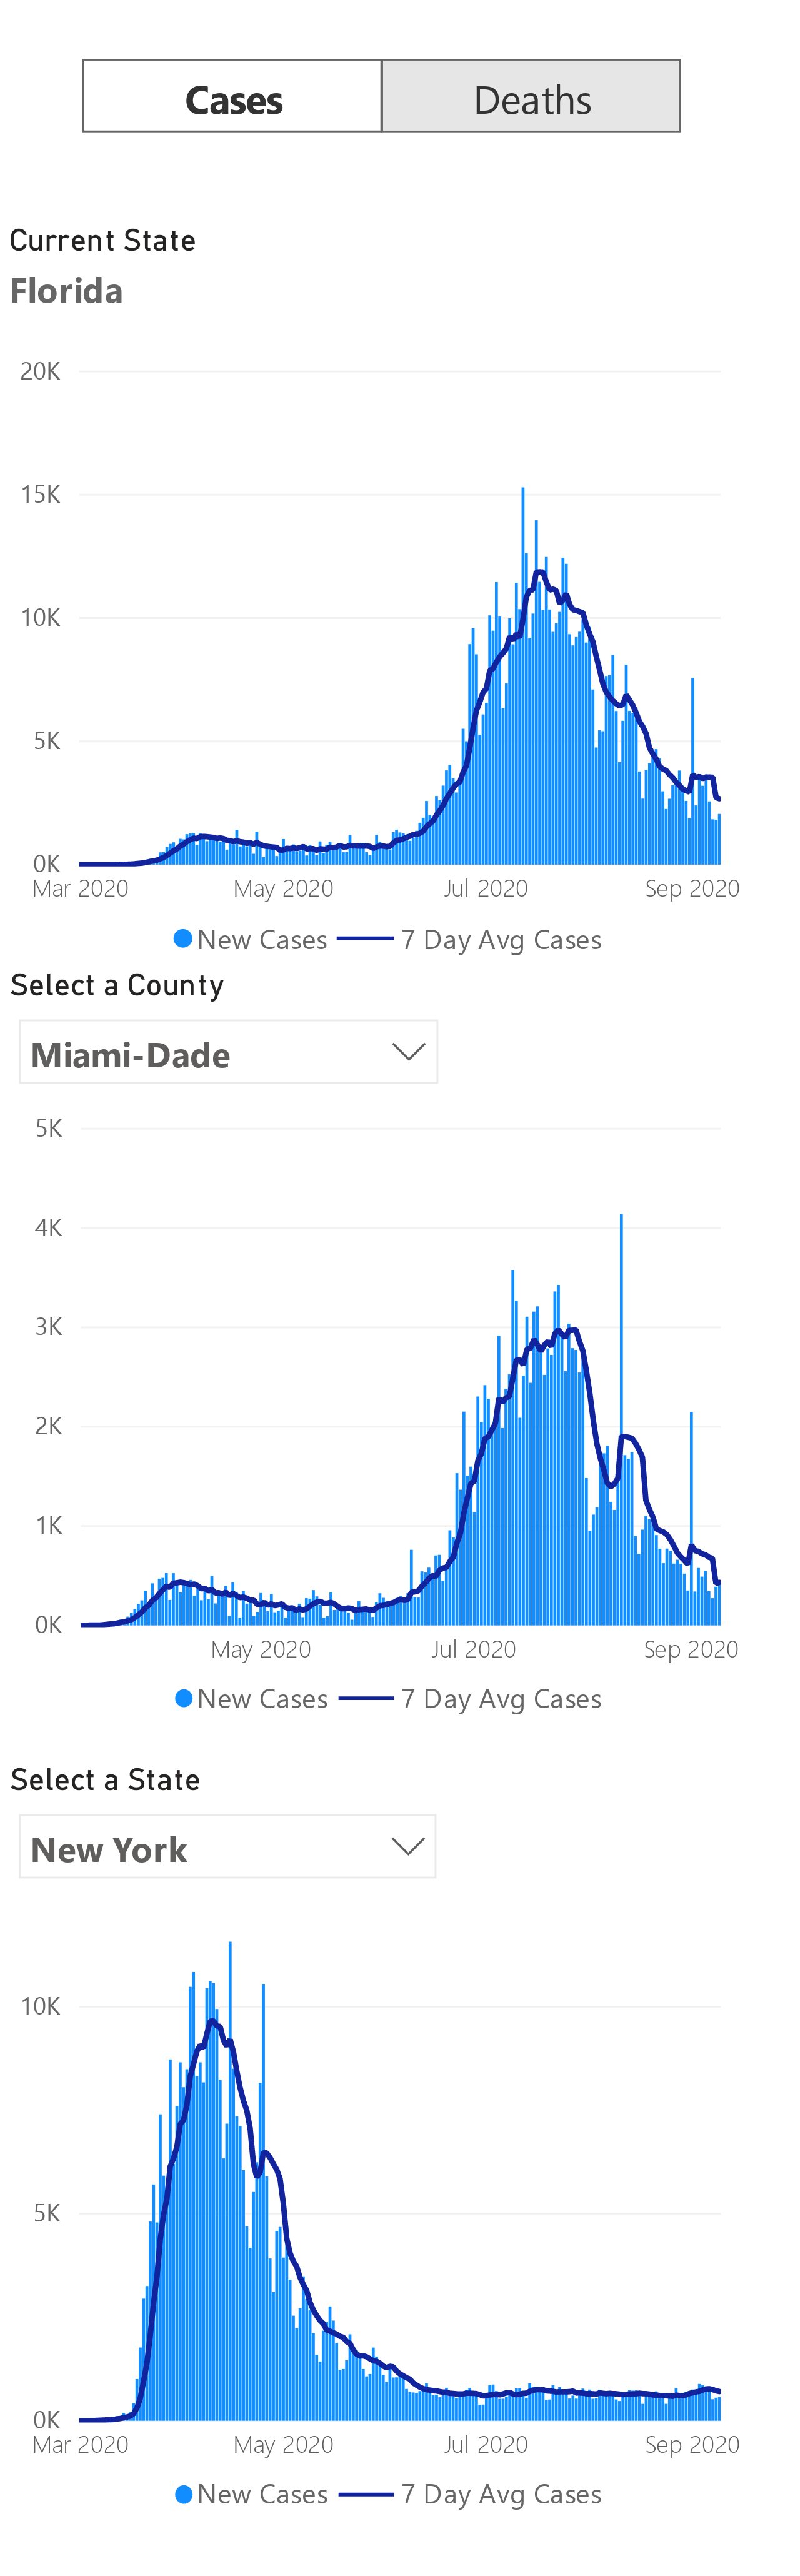 Cases Deaths
Current State
Florida
20K
15K
10K
5K
0K
Mar 2020 May 2020 Jul 2020 Sep 2020
New Cases 7 Day Avg Cases
Select a County
Miami-Dade
5K
4K
3K
2K
1K
0K
May 2020 Jul 2020 Sep 2020
New Cases 7 Day Avg Cases
Select a State
New York
10K
5K
0K
Mar 2020 May 2020 Jul 2020 Sep 2020
New Cases 7 Day Avg Cases